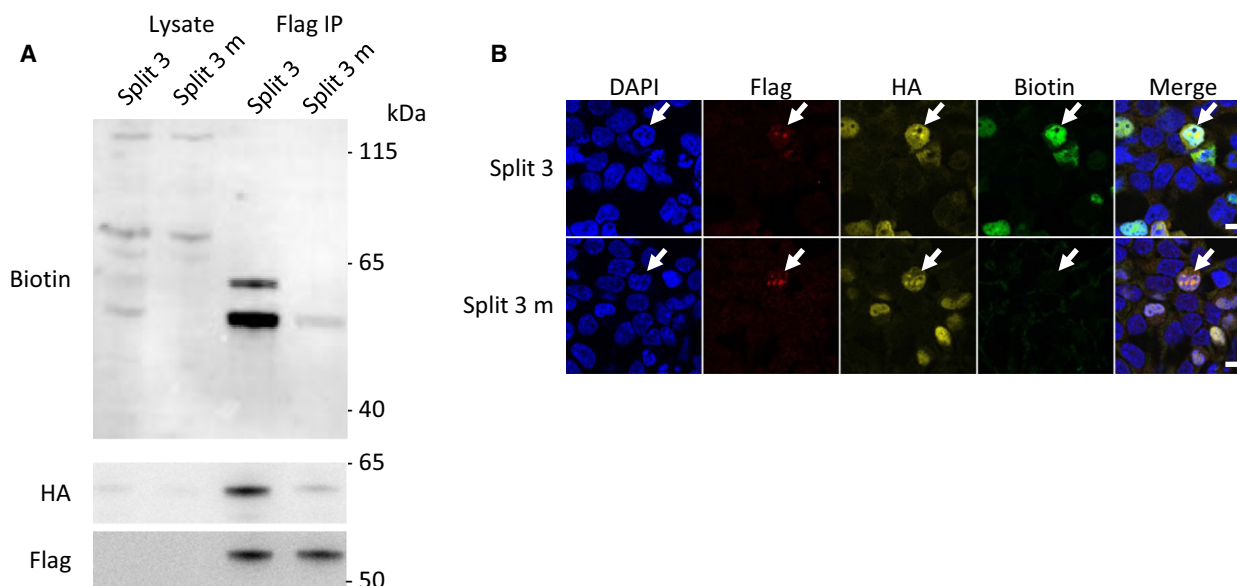 A
Lysate Flag IP
Split 3 Split 3 m Split 3 Split 3 m
kDa
- 115
- 65
Biotin
- 40
- 65
HA
Flag
- 50
B
DAPI Flag HA Biotin Merge
Split 3
Split 3 m